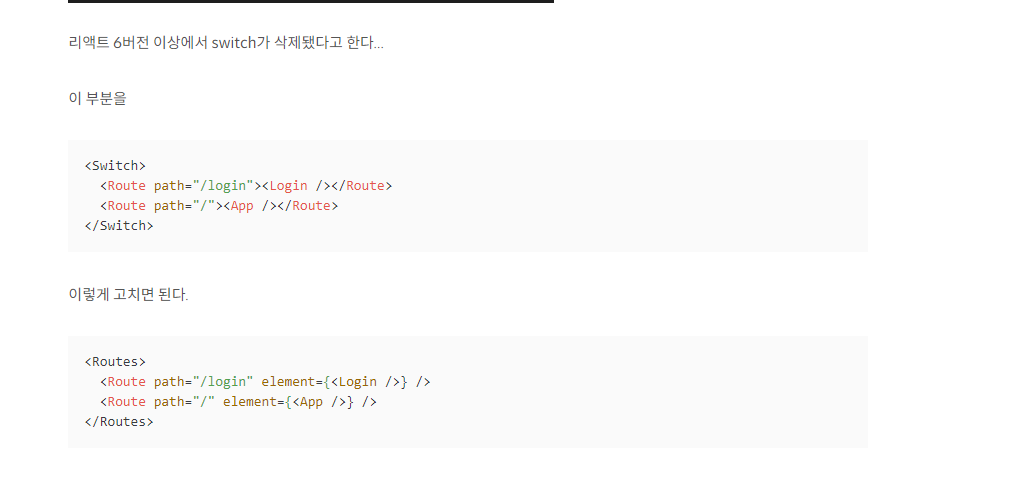 리액트 6버전 이상에서 switch가 삭제됐다고 한다...
이 부분을
<Switch>
  <Route path="/login"><Login /></Route>
  <Route path="/"><App /></Route>
</Switch>
이렇게 고치면 된다.
<Routes>
  <Route path="/login" element={<Login />} />
  <Route path="/" element={<App />} />
</Routes>